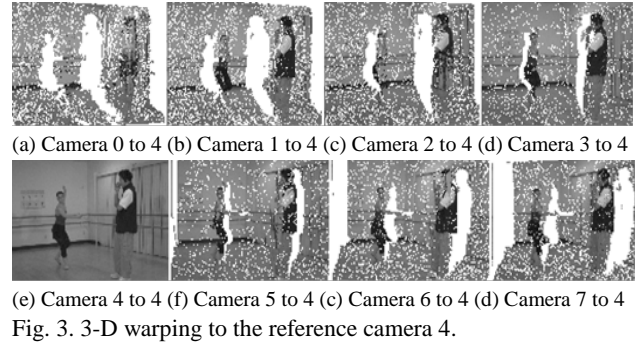 (a) Camera 0 to 4 (b) Camera 1 to 4 (c) Camera 2 to 4 (d) Camera 3 to 4
(e) Camera 4 to 4 (f) Camera 5 to 4 (c) Camera 6 to 4 (d) Camera 7 to 4
Fig. 3. 3-D warping to the reference camera 4.